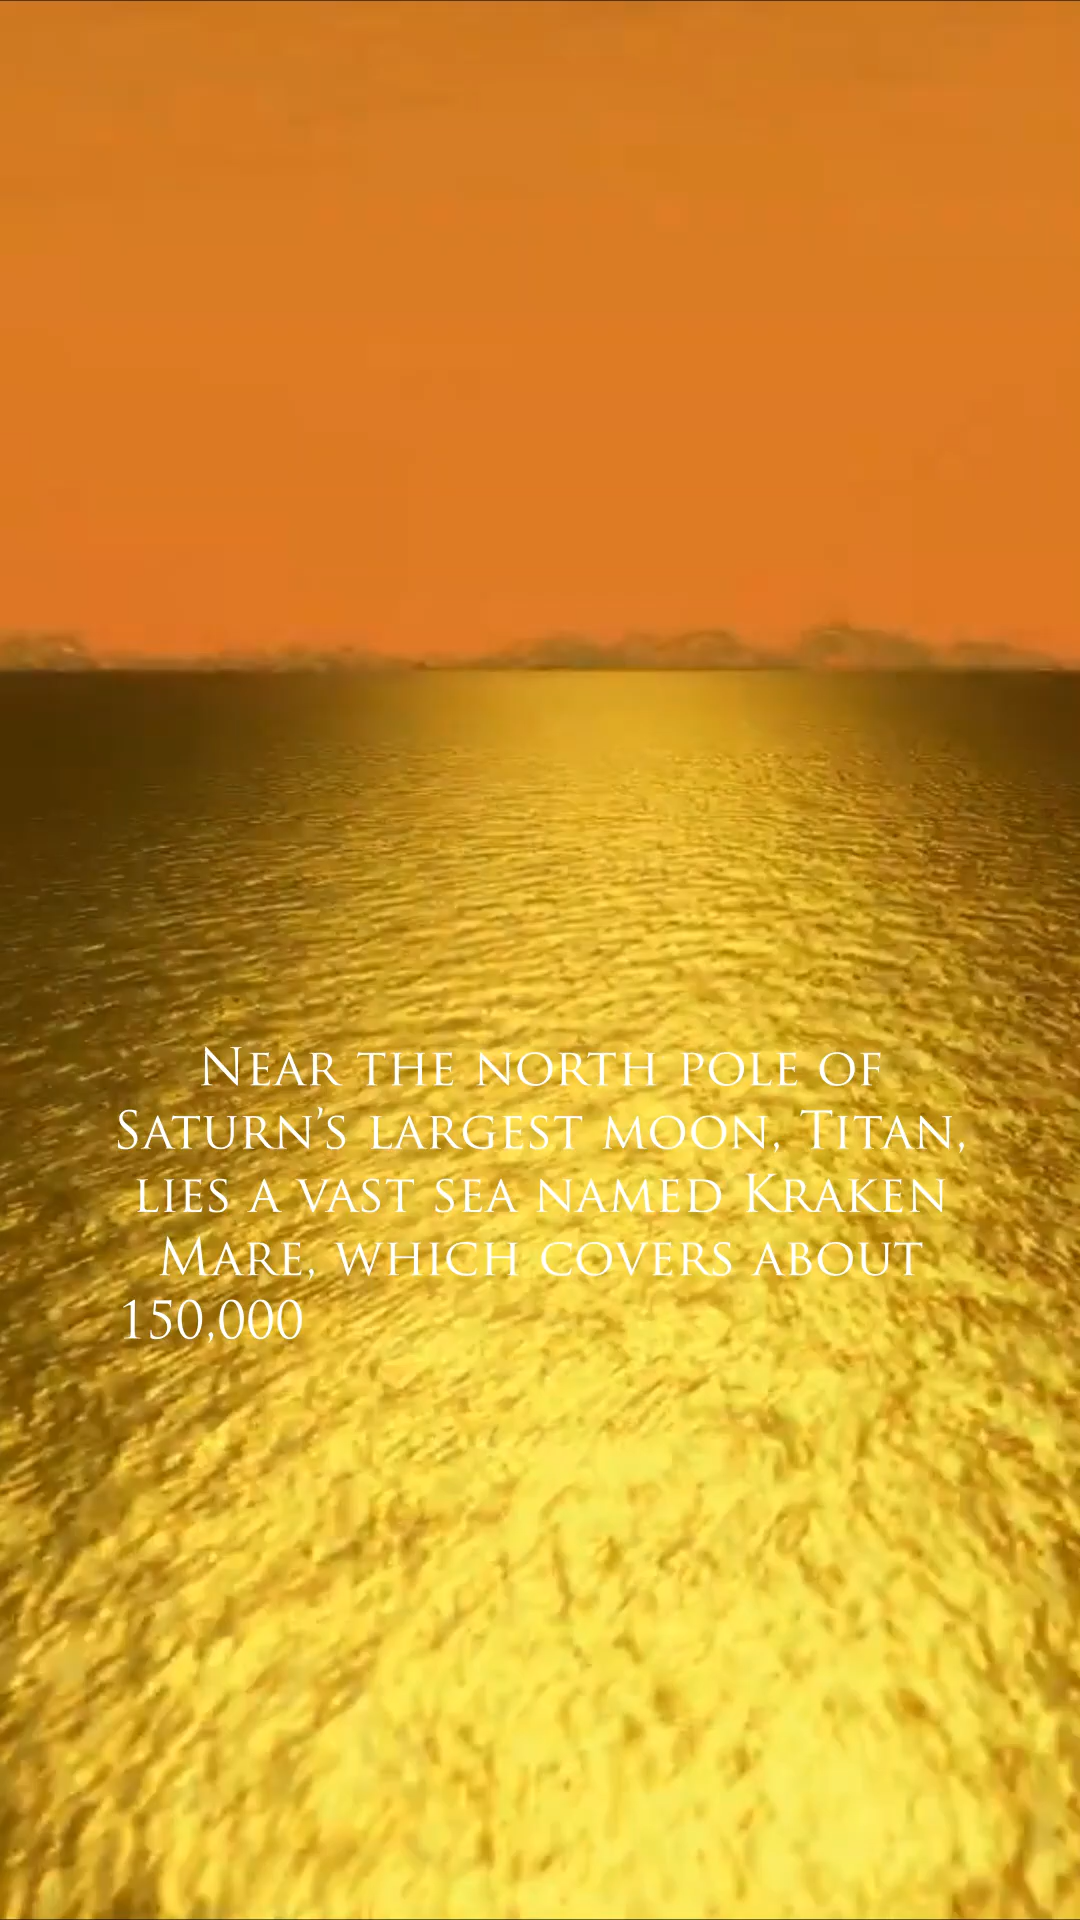 Near the north pole of
Saturn’s largest moon, Titan,
lies a vast sea named Kraken
Mare, which covers about
150,000